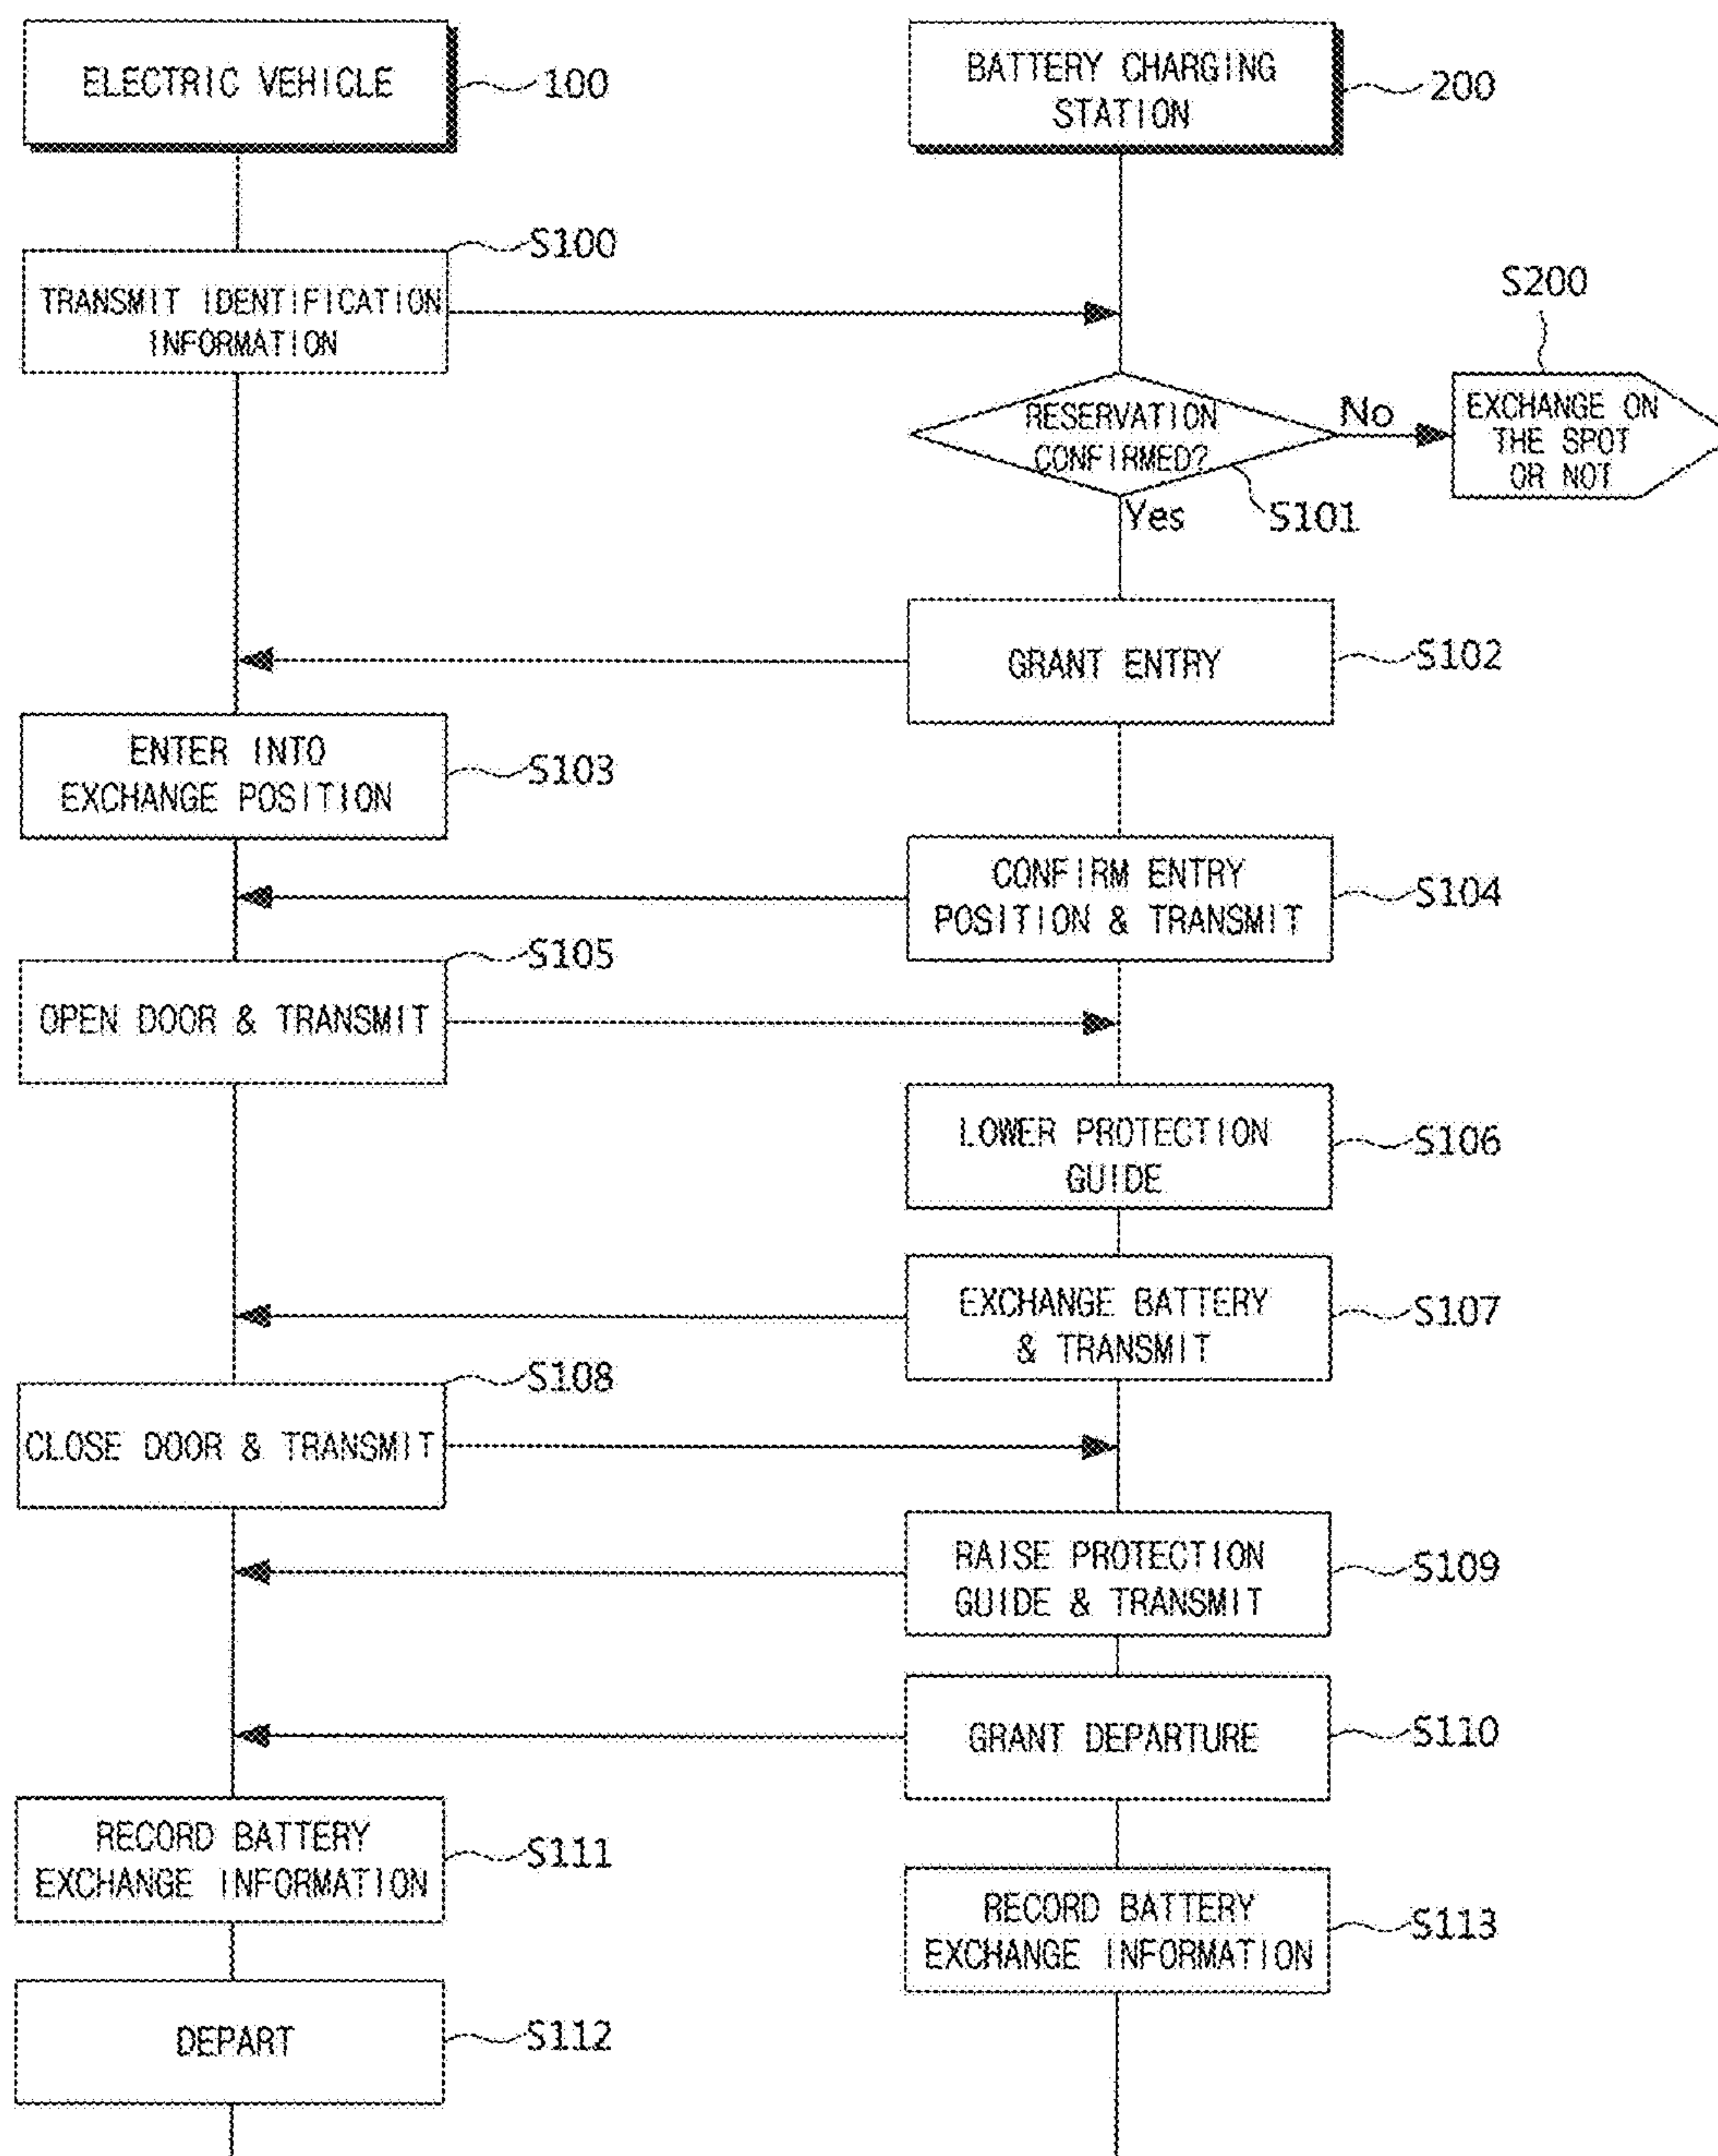 ELECTRIC VEHICLE
100
BATTERY CHARGING
STATION
200
S100
TRANSMIT IDENTIFICATION
INFORMATION
S200
RESERVATION
CONFIRMED?
No
EXCHANGE ON
THE SPOT
OR NOT
Yes
S101
GRANT ENTRY
S102
ENTER INTO
EXCHANGE POSITION
S103
CONFIRM ENTRY
POSITION & TRANSMIT
S104
S105
OPEN DOOR & TRANSMIT
LOWER PROTECTION
GUIDE
S106
EXCHANGE BATTERY
& TRANSMIT
S107
S108
CLOSE DOOR & TRANSMIT
RAISE PROTECTION
GUIDE & TRANSMIT
S109
GRANT DEPARTURE
S110
RECORD BATTERY
EXCHANGE INFORMATION
S111
RECORD BATTERY
EXCHANGE INFORMATION
S113
DEPART
S112